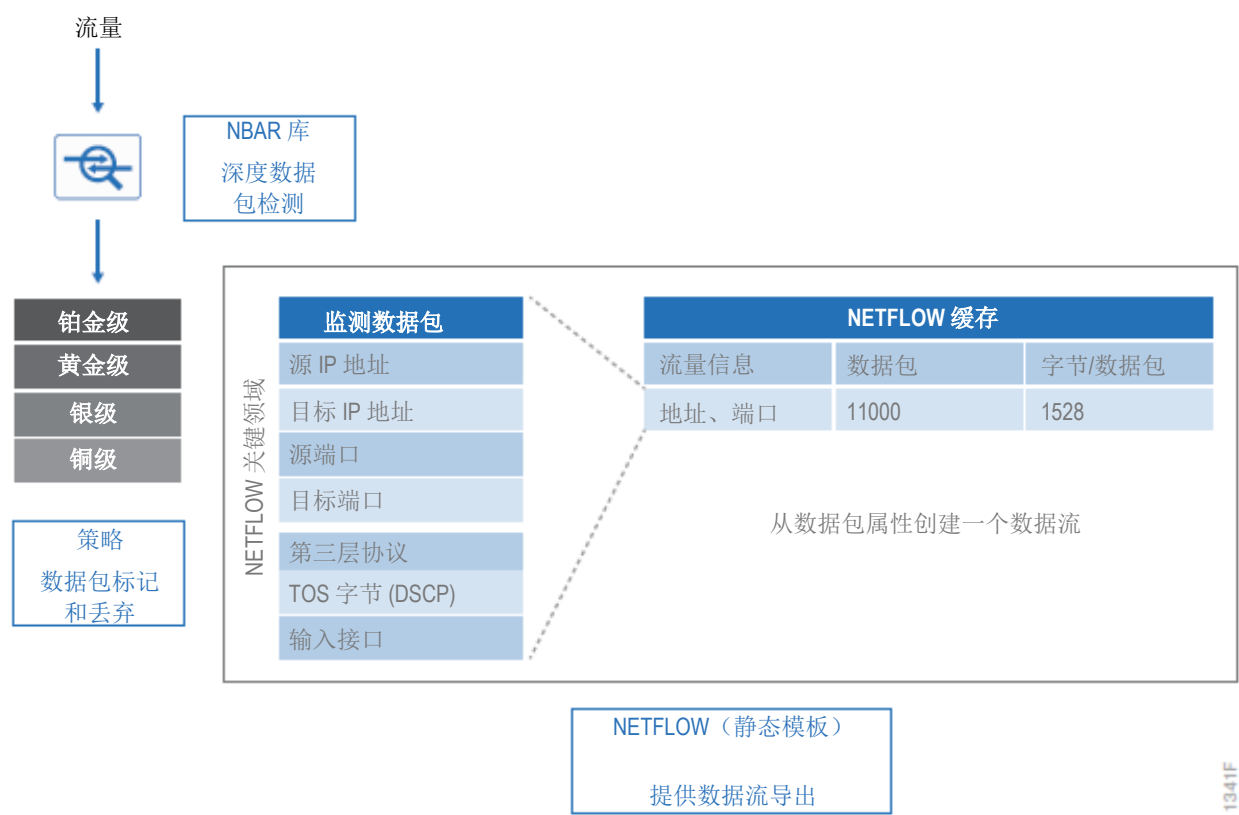 流量
NBAR 库
深度数据
包检测
铂金级
黄金级
银级
铜级
策略
数据包标记
和丢弃
NETFLOW 关键领域
监测数据包
源 IP 地址
目标 IP 地址
源端口
目标端口
第三层协议
TOS 字节 (DSCP)
输入接口
NETFLOW 缓存
流量信息 数据包 字节/数据包
地址、端口 11000 1528
从数据包属性创建一个数据流
NETFLOW（静态模板）
提供数据流导出
1341F